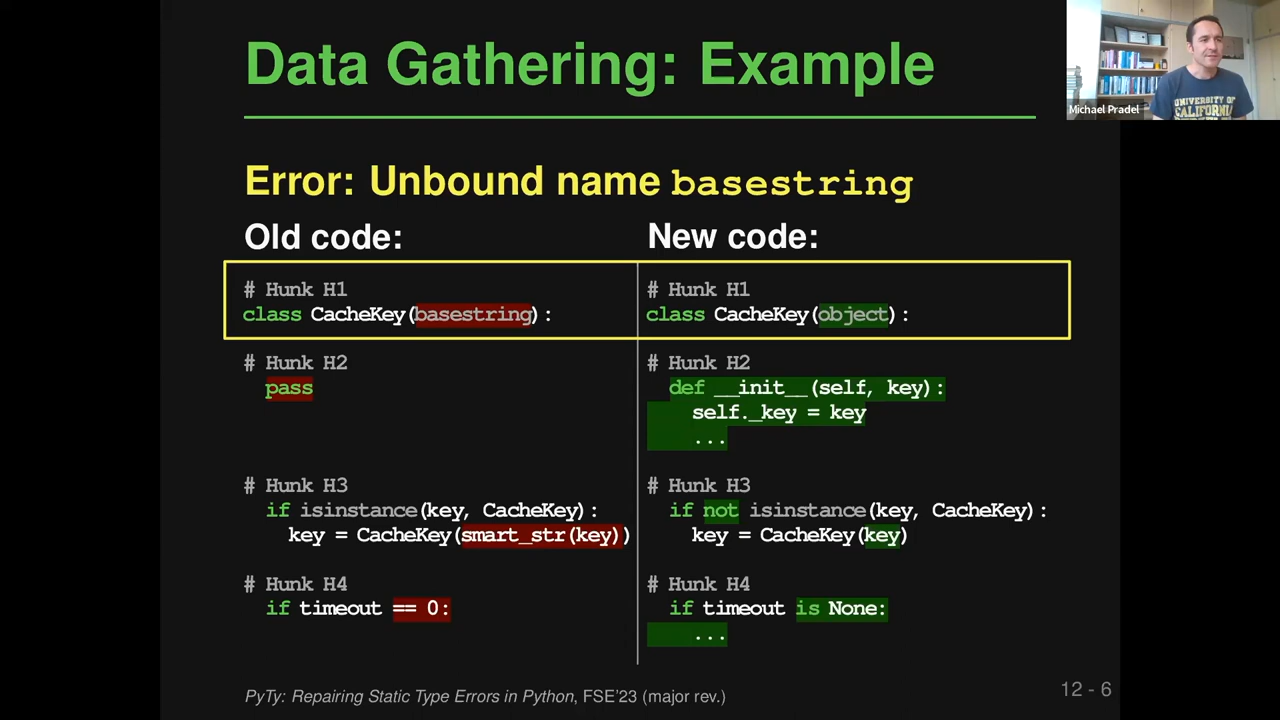 Data Gathering: Example
Michael Pradel
UNIVERSITY OF
CALIFORNIA
Error: Unbound name basestring
Old code:
# Hunk H1
class CacheKey(basestring):
# Hunk H2
pass
# Hunk H3
if isinstance(key, CacheKey):
key = CacheKey(smart_str(key))
# Hunk H4
if timeout == 0:
New code:
# Hunk H1
class CacheKey(object):
# Hunk H2
def __init__(self, key):
self._key = key
...
# Hunk H3
if not isinstance(key, CacheKey):
key = CacheKey(key)
# Hunk H4
if timeout is None:
...
PyTy: Repairing Static Type Errors in Python, FSE'23 (major rev.)
12 - 6